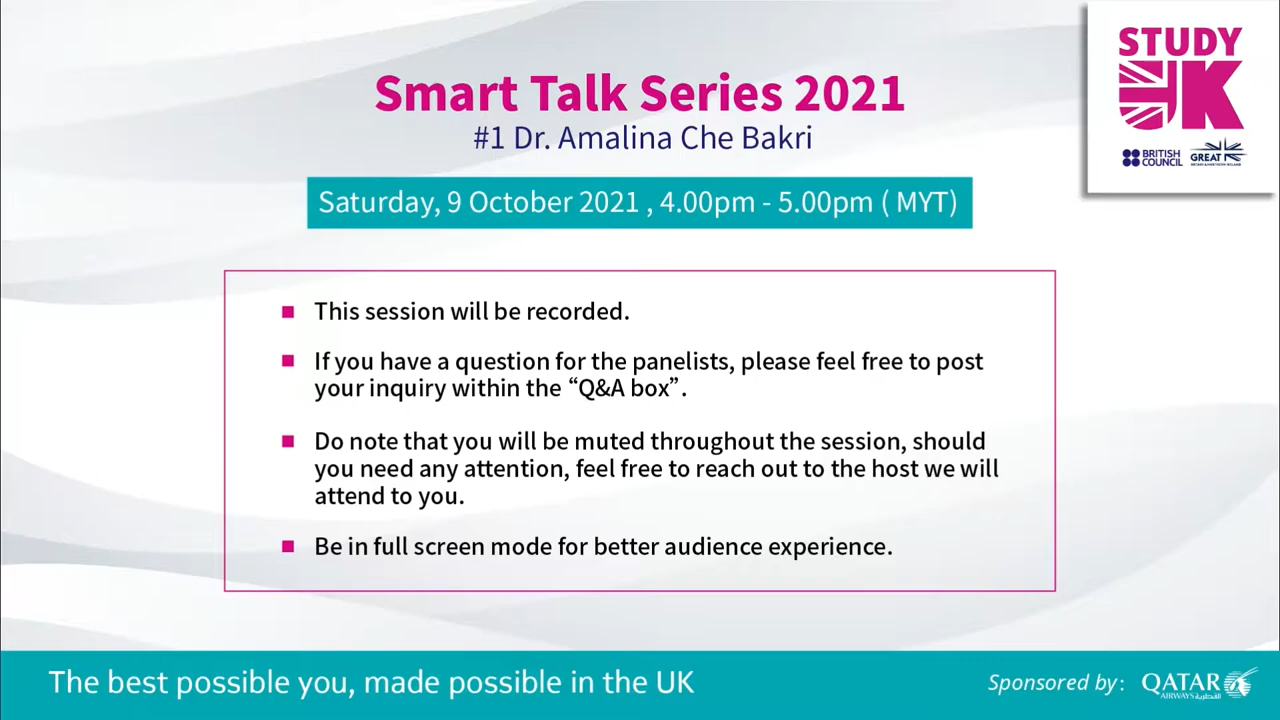 STUDY
UK
BRITISH
COUNCIL
GREAT
Smart Talk Series 2021
#1 Dr. Amalina Che Bakri
Saturday, 9 October 2021 , 4.00pm - 5.00pm ( MYT)
This session will be recorded.
If you have a question for the panelists, please feel free to post
your inquiry within the “Q&A box”.
Do note that you will be muted throughout the session, should
you need any attention, feel free to reach out to the host we will
attend to you.
Be in full screen mode for better audience experience.
The best possible you, made possible in the UK
Sponsored by:
QATAR
AIRWAYS القطرية